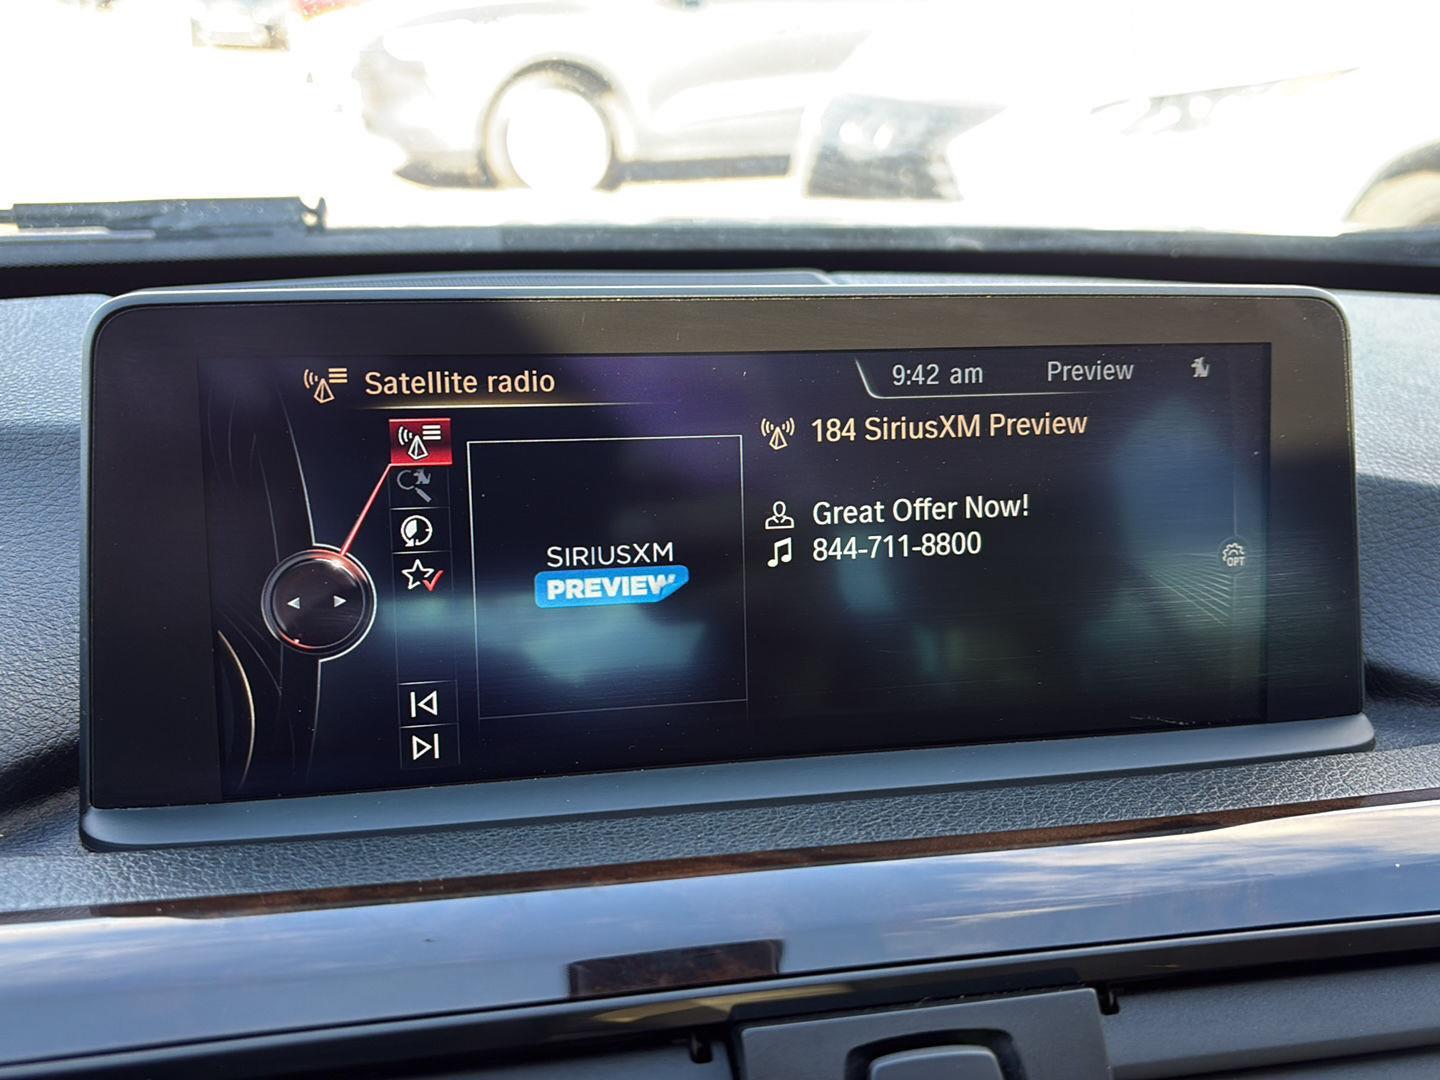 Satellite radio
9:42 am Preview
184 SiriusXM Preview
Great Offer Now!
844-711-8800
SIRIUSXM
PREVIEW
OPT